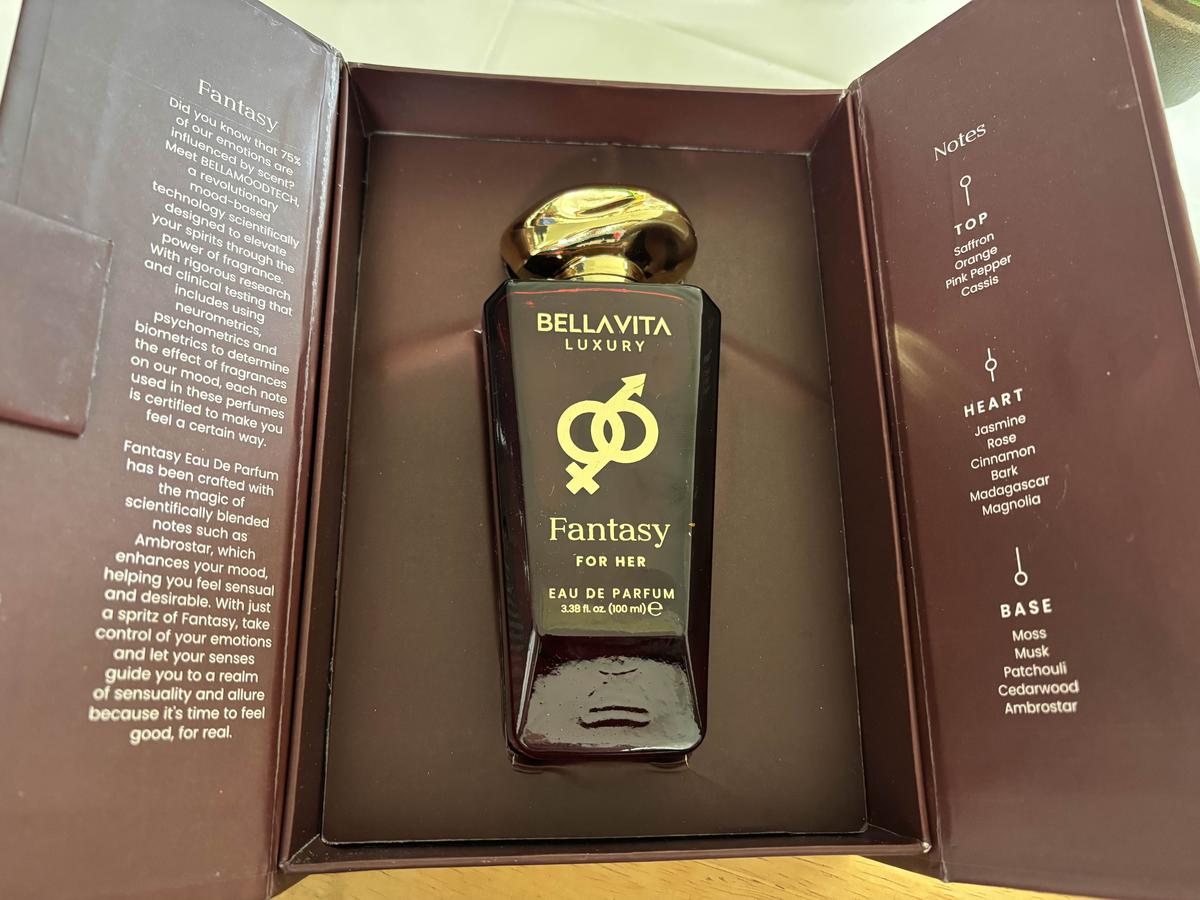 Fantasy
Did you know that 75%
of our emotions are
influenced by scent?
Meet BELLAMOODTECH,
a revolutionary
mood-based
technology scientifically
designed to elevate
your spirits through the
power of fragrance.
With rigorous research
and clinical testing that
includes using
neurometrics,
psychometrics and
biometrics to determine
the effect of fragrances
on our mood, each note
used in these perfumes
is certified to make you
feel a certain way.
Fantasy Eau De Parfum
has been crafted with
the magic of
scientifically blended
notes such as
Ambrostar, which
enhances your mood,
helping you feel sensual
and desirable. With just
a spritz of Fantasy, take
control of your emotions
and let your senses
guide you to a realm
of sensuality and allure
because it's time to feel
good, for real.
BELLAVITA
LUXURY
Fantasy
FOR HER
EAU DE PARFUM
3.38 fl. oz. (100 ml) ℮
Notes
TOP
Saffron
Orange
Pink Pepper
Cassis
HEART
Jasmine
Rose
Cinnamon
Bark
Madagascar
Magnolia
BASE
Moss
Musk
Patchouli
Cedarwood
Ambrostar